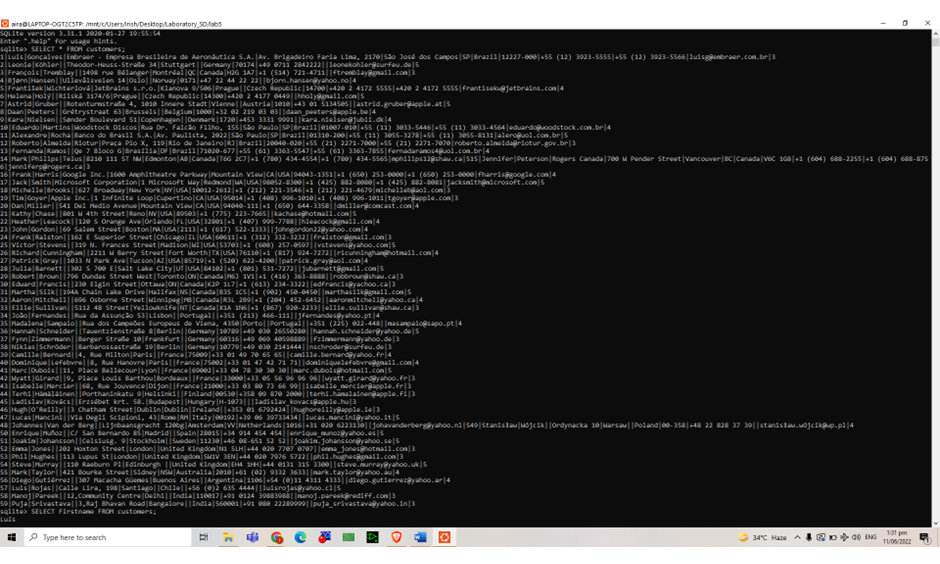 aira@LAPTOP-OGT2C5TP: /mnt/c/Users/Irish/Desktop/Laboratory_SD/lab5
SQLite version 3.31.1 2020-01-27 19:55:54
Enter ".help" for usage hints.
sqlite> SELECT * FROM customers;
1|Luís|Gonçalves|Embraer - Empresa Brasileira de Aeronáutica S.A.|Av. Brigadeiro Faria Lima, 2170|São José dos Campos|SP|Brazil|12227-000|+55 (12) 3923-5555|+55 (12) 3923-5566|luisg@embraer.com.br|3
2|Leonie|Köhler||Theodor-Heuss-Straße 34|Stuttgart||Germany|70174|+49 0711 2842222||leonekohler@surfeu.de|5
3|François|Tremblay||1498 rue Bélanger|Montréal|QC|Canada|H2G 1A7|+1 (514) 721-4711||ftremblay@gmail.com|3
4|Bjørn|Hansen||Ullevålsveien 14|Oslo||Norway|0171|+47 22 44 22 22||bjorn.hansen@yahoo.no|4
5|František|Wichterlová|JetBrains s.r.o.|Klanova 9/506|Prague||Czech Republic|14700|+420 2 4172 5555|+420 2 4172 5555|frantisekw@jetbrains.com|4
6|Helena|Holý||Rilská 3174/6|Prague||Czech Republic|14300|+420 2 4177 0449||hholy@gmail.com|5
7|Astrid|Gruber||Rotenturmstraße 4, 1010 Innere Stadt|Vienne||Austria|1010|+43 01 5134505||astrid.gruber@apple.at|5
8|Daan|Peeters||Grétrystraat 63|Brussels||Belgium|1000|+32 02 219 03 03||daan_peeters@apple.be|4
9|Kara|Nielsen||Sønder Boulevard 51|Copenhagen||Denmark|1720|+453 3331 9991||kara.nielsen@jubii.dk|4
10|Eduardo|Martins|Woodstock Discos|Rua Dr. Falcão Filho, 155|São Paulo|SP|Brazil|01007-010|+55 (11) 3033-5446|+55 (11) 3033-4564|eduardo@woodstock.com.br|4
11|Alexandre|Rocha|Banco do Brasil S.A.|Av. Paulista, 2022|São Paulo|SP|Brazil|01310-200|+55 (11) 3055-3278|+55 (11) 3055-8131|alero@uol.com.br|5
12|Roberto|Almeida|Riotur|Praça Pio X, 119|Rio de Janeiro|RJ|Brazil|20040-020|+55 (21) 2271-7000|+55 (21) 2271-7070|roberto.almeida@riotur.gov.br|3
13|Fernanda|Ramos||Qe 7 Bloco G|Brasília|DF|Brazil|71020-677|+55 (61) 3363-5547|+55 (61) 3363-7855|fernadaramos4@uol.com.br|4
14|Mark|Philips|Telus|8210 111 ST NW|Edmonton|AB|Canada|T6G 2C7|+1 (780) 434-4554|+1 (780) 434-5565|mphilips12@shaw.ca|515|Jennifer|Peterson|Rogers Canada|700 W Pender Street|Vancouver|BC|Canada|V6C 1G8|+1 (604) 688-2255|+1 (604) 688-875
6|jenniferp@rogers.ca|3
16|Frank|Harris|Google Inc.|1600 Amphitheatre Parkway|Mountain View|CA|USA|94043-1351|+1 (650) 253-0000|+1 (650) 253-0000|fharris@google.com|4
17|Jack|Smith|Microsoft Corporation|1 Microsoft Way|Redmond|WA|USA|98052-8300|+1 (425) 882-8080|+1 (425) 882-8081|jacksmith@microsoft.com|5
18|Michelle|Brooks||627 Broadway|New York|NY|USA|10012-2612|+1 (212) 221-3546|+1 (212) 221-4679|michelleb@aol.com|3
19|Tim|Goyer|Apple Inc.|1 Infinite Loop|Cupertino|CA|USA|95014|+1 (408) 996-1010|+1 (408) 996-1011|tgoyer@apple.com|3
20|Dan|Miller||541 Del Medio Avenue|Mountain View|CA|USA|94040-111|+1 (650) 644-3358||dmiller@comcast.com|4
21|Kathy|Chase||801 W 4th Street|Reno|NV|USA|89503|+1 (775) 223-7665||kachase@hotmail.com|5
22|Heather|Leacock||120 S Orange Ave|Orlando|FL|USA|32801|+1 (407) 999-7788||hleacock@gmail.com|4
23|John|Gordon||69 Salem Street|Boston|MA|USA|2113|+1 (617) 522-1333||johngordon22@yahoo.com|4
24|Frank|Ralston||162 E Superior Street|Chicago|IL|USA|60611|+1 (312) 332-3232||fralston@gmail.com|3
25|Victor|Stevens||319 N. Frances Street|Madison|WI|USA|53703|+1 (608) 257-0597||vstevens@yahoo.com|5
26|Richard|Cunningham||2211 W Berry Street|Fort Worth|TX|USA|76110|+1 (817) 924-7272||ricunningham@hotmail.com|4
27|Patrick|Gray||1033 N Park Ave|Tucson|AZ|USA|85719|+1 (520) 622-4200||patrick.gray@aol.com|4
28|Julia|Barnett||302 S 700 E|Salt Lake City|UT|USA|84102|+1 (801) 531-7272||jubarnett@gmail.com|5
29|Robert|Brown||796 Dundas Street West|Toronto|ON|Canada|M6J 1V1|+1 (416) 363-8888||robbrown@shaw.ca|3
30|Edward|Francis||230 Elgin Street|Ottawa|ON|Canada|K2P 1L7|+1 (613) 234-3322||edfrancis@yachoo.ca|3
31|Martha|Silk||194A Chain Lake Drive|Halifax|NS|Canada|B3S 1C5|+1 (902) 450-0450||marthasilk@gmail.com|5
32|Aaron|Mitchell||696 Osborne Street|Winnipeg|MB|Canada|R3L 2B9|+1 (204) 452-6452||aaronmitchell@yahoo.ca|4
33|Ellie|Sullivan||5112 48 Street|Yellowknife|NT|Canada|X1A 1N6|+1 (867) 920-2233||ellie.sullivan@shaw.ca|3
34|João|Fernandes||Rua da Assunção 53|Lisbon||Portugal||+351 (213) 466-111||jfernandes@yahoo.pt|4
35|Madalena|Sampaio||Rua dos Campeões Europeus de Viena, 4350|Porto||Portugal||+351 (225) 022-448||masampaio@sapo.pt|4
36|Hannah|Schneider||Tauentzienstraße 8|Berlin||Germany|10789|+49 030 26550280||hannah.schneider@yahoo.de|5
37|Fynn|Zimmermann||Berger Straße 10|Frankfurt||Germany|60316|+49 069 40598889||fzimmermann@yahoo.de|3
38|Niklas|Schröder||Barbarossastraße 19|Berlin||Germany|10779|+49 030 2141444||nschroder@surfeu.de|3
39|Camille|Bernard||4, Rue Milton|Paris||France|75009|+33 01 49 70 65 65||camille.bernard@yahoo.fr|4
40|Dominique|Lefebvre||8, Rue Hanovre|Paris||France|75002|+33 01 47 42 71 71||dominiquelefebvre@gmail.com|4
41|Marc|Dubois||11, Place Bellecour|Lyon||France|69002|+33 04 78 30 30 30||marc.dubois@hotmail.com|5
42|Wyatt|Girard||9, Place Louis Barthou|Bordeaux||France|33000|+33 05 56 96 96 96||wyatt.girard@yahoo.fr|3
43|Isabelle|Mercier||68, Rue Jouvence|Dijon||France|21000|+33 03 80 73 66 99||isabelle_mercier@apple.fr|3
44|Terhi|Hämäläinen||Porthaninkatu 9|Helsinki||Finland|00530|+358 09 870 2000||terhi.hamalainen@apple.fi|3
45|Ladislav|Kovács||Erzsébet krt. 58.|Budapest||Hungary|H-1073|||ladislav_kovacs@apple.hu|3
46|Hugh|O'Reilly||3 Chatham Street|Dublin|Dublin|Ireland||+353 01 6792424||hughoreilly@apple.ie|3
47|Lucas|Mancini||Via Degli Scipioni, 43|Rome|RM|Italy|00192|+39 06 39733434||lucas.mancini@yahoo.it|5
48|Johannes|Van der Berg||Lijnbaansgracht 120bg|Amsterdam|VV|Netherlands|1016|+31 020 6223130||johavanderberg@yahoo.nl|549|Stanisław|Wójcik||Ordynacka 10|Warsaw||Poland|00-358|+48 22 828 37 39||stanisław.wójcik@wp.pl|4
50|Enrique|Muñoz||C/ San Bernardo 85|Madrid||Spain|28015|+34 914 454 454||enrique_munoz@yahoo.es|5
51|Joakim|Johansson||Celsiusg. 9|Stockholm||Sweden|11230|+46 08-651 52 52||joakim.johansson@yahoo.se|5
52|Emma|Jones||202 Hoxton Street|London||United Kingdom|N1 5LH|+44 020 7707 0707||emma_jones@hotmail.com|3
53|Phil|Hughes||113 Lupus St|London||United Kingdom|SW1V 3EN|+44 020 7976 5722||phil.hughes@gmail.com|3
54|Steve|Murray||110 Raeburn Pl|Edinburgh ||United Kingdom|EH4 1HH|+44 0131 315 3300||steve.murray@yahoo.uk|5
55|Mark|Taylor||421 Bourke Street|Sidney|NSW|Australia|2010|+61 (02) 9332 3633||mark.taylor@yahoo.au|4
56|Diego|Gutiérrez||307 Macacha Güemes|Buenos Aires||Argentina|1106|+54 (0)11 4311 4333||diego.gutierrez@yahoo.ar|4
57|Luis|Rojas||Calle Lira, 198|Santiago||Chile||+56 (0)2 635 4444||luisrojas@yahoo.cl|5
58|Manoj|Pareek||12,Community Centre|Delhi||India|110017|+91 0124 39883988||manoj.pareek@rediff.com|3
59|Puja|Srivastava||3,Raj Bhavan Road|Bangalore||India|560001|+91 080 22289999||puja_srivastava@yahoo.in|3
sqlite> SELECT Firstname FROM customers;
Luís
Type here to search
34°C Haze
ENG
1:31 pm
11/06/2022